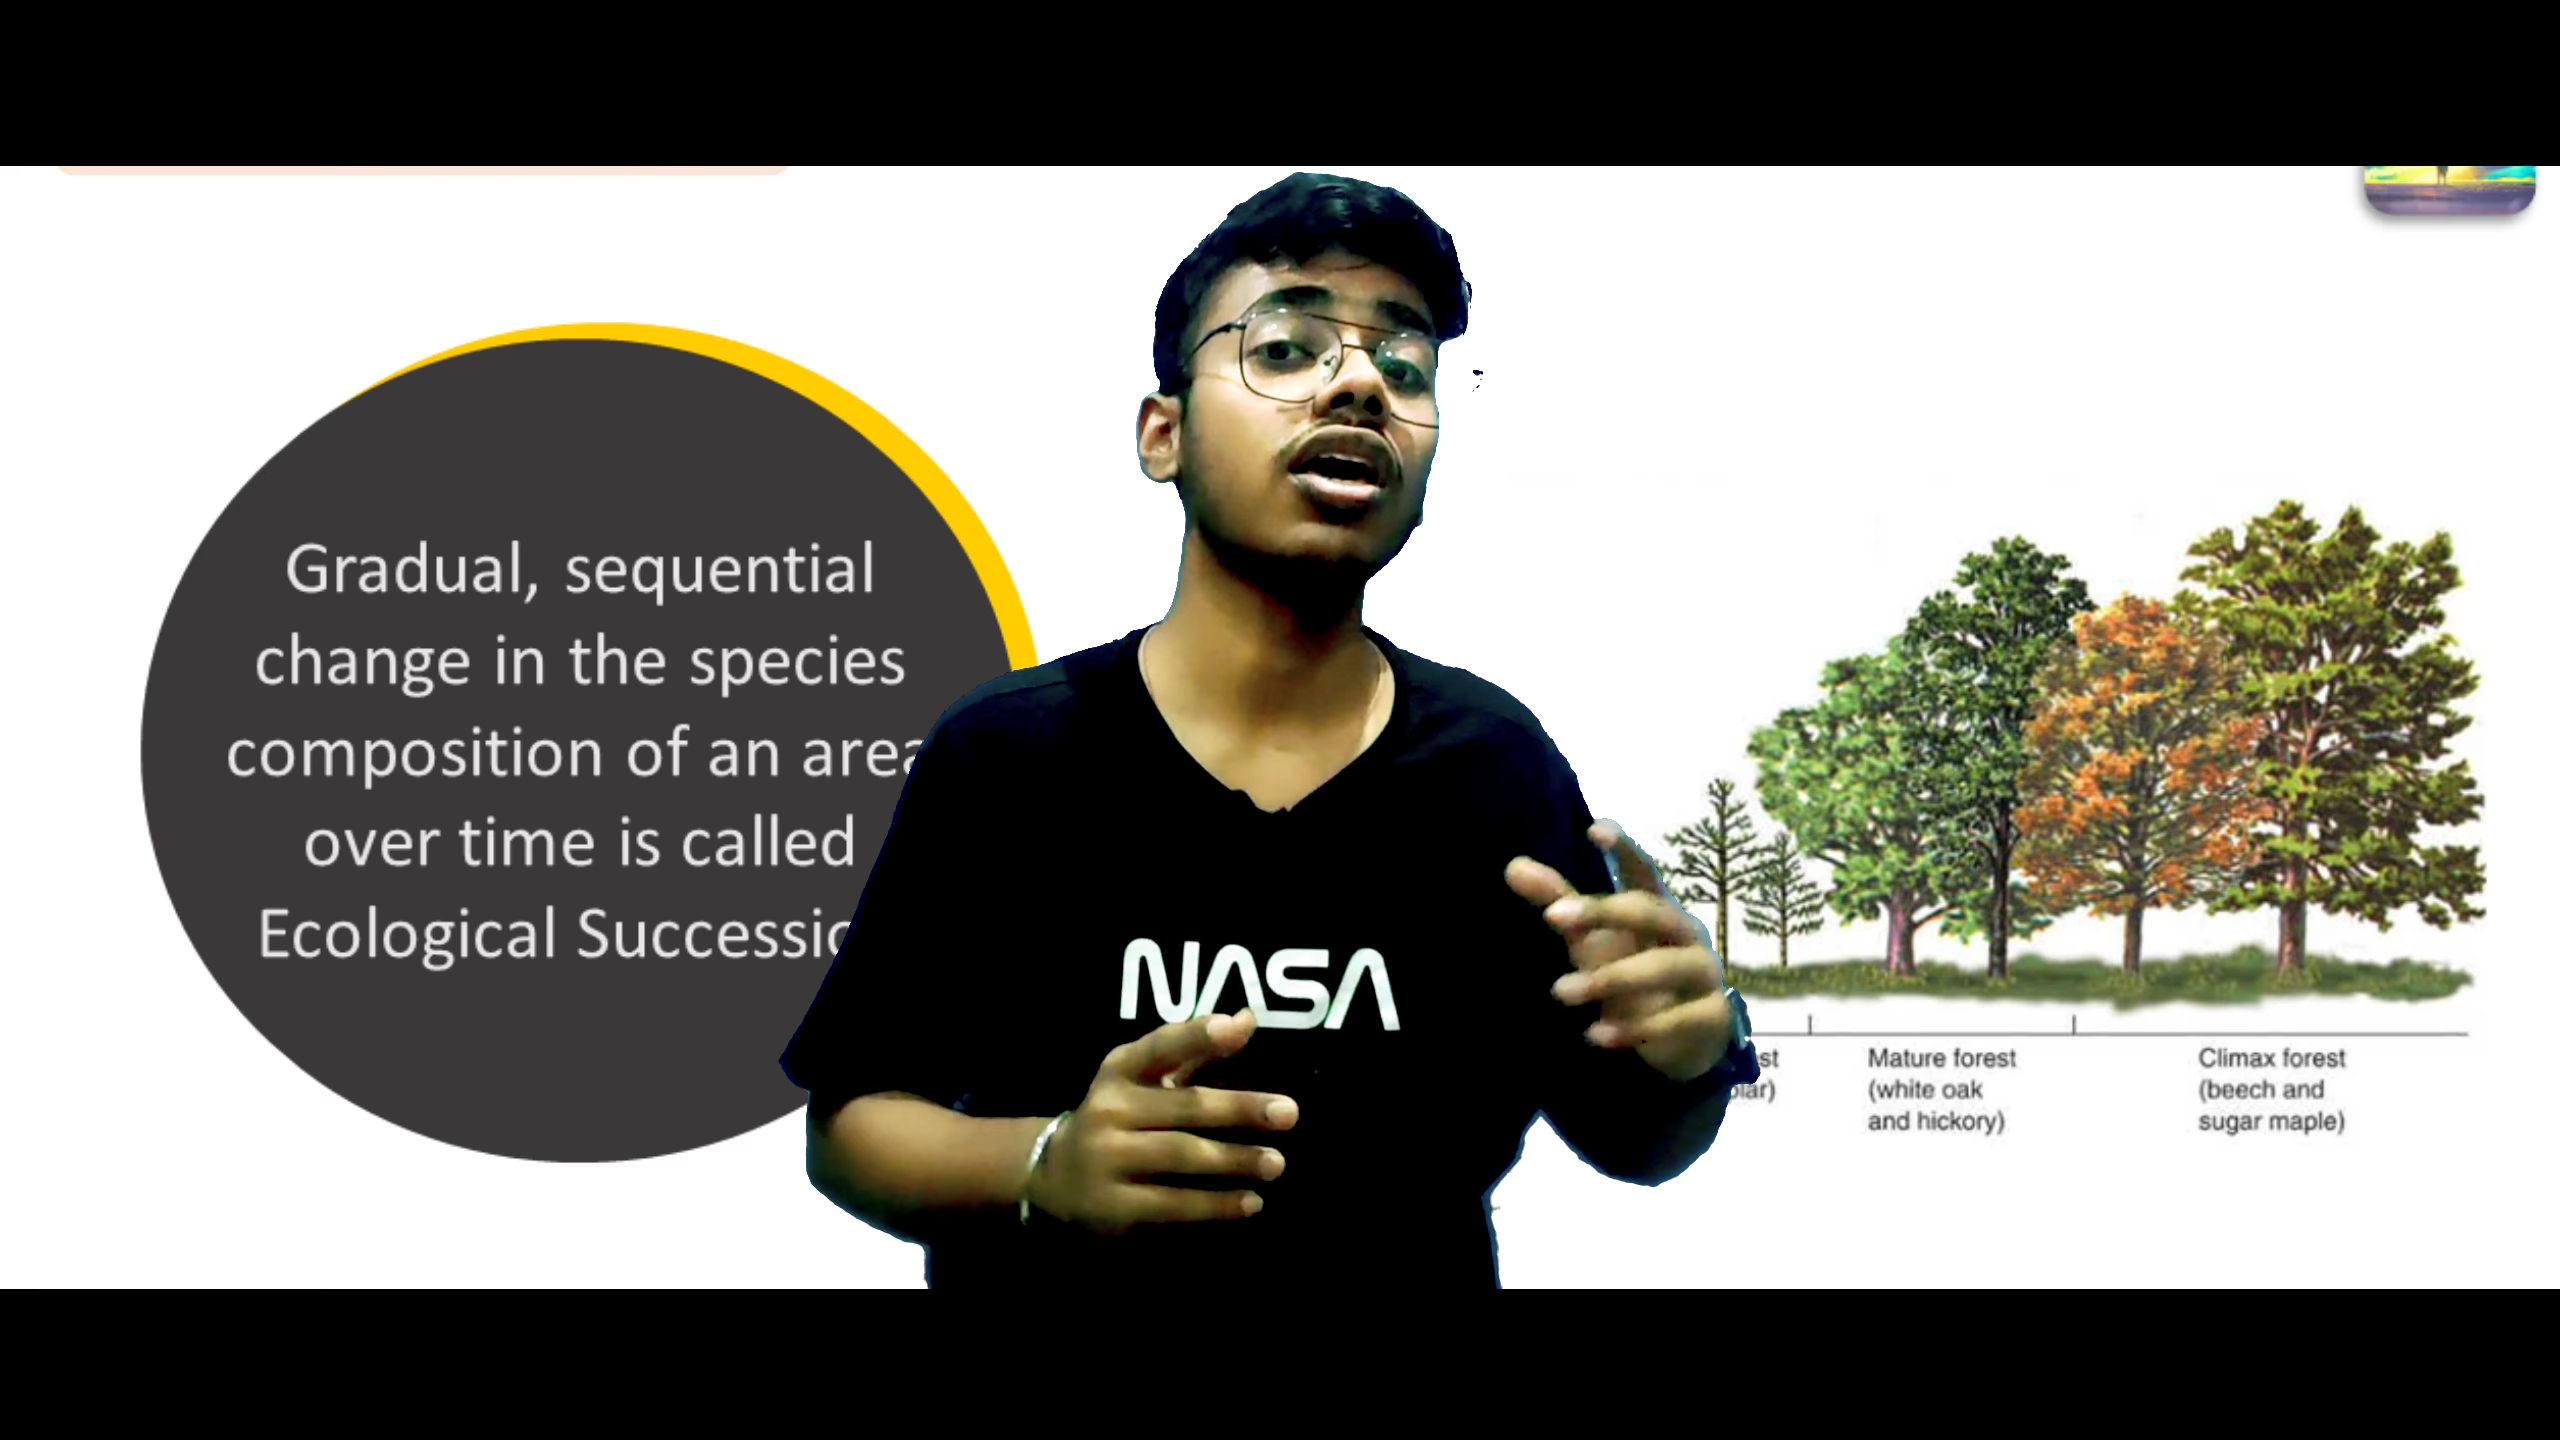 Gradual, sequential
change in the species
composition of an area
over time is called
Ecological
NASA
Mature forest
(white oak
and hickory)
Climax forest
(beech and
sugar maple)